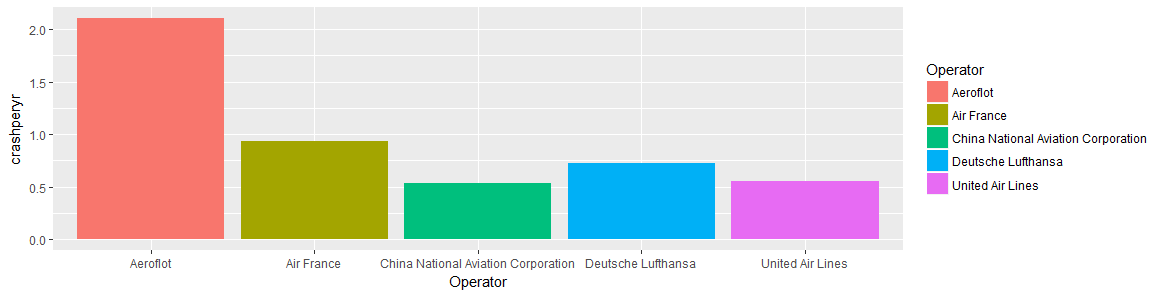 crashperyr
2.0
1.5
1.0
0.5
0.0
Aeroflot
Air France
China National Aviation Corporation
Deutsche Lufthansa
United Air Lines
Operator
Operator
Aeroflot
Air France
China National Aviation Corporation
Deutsche Lufthansa
United Air Lines